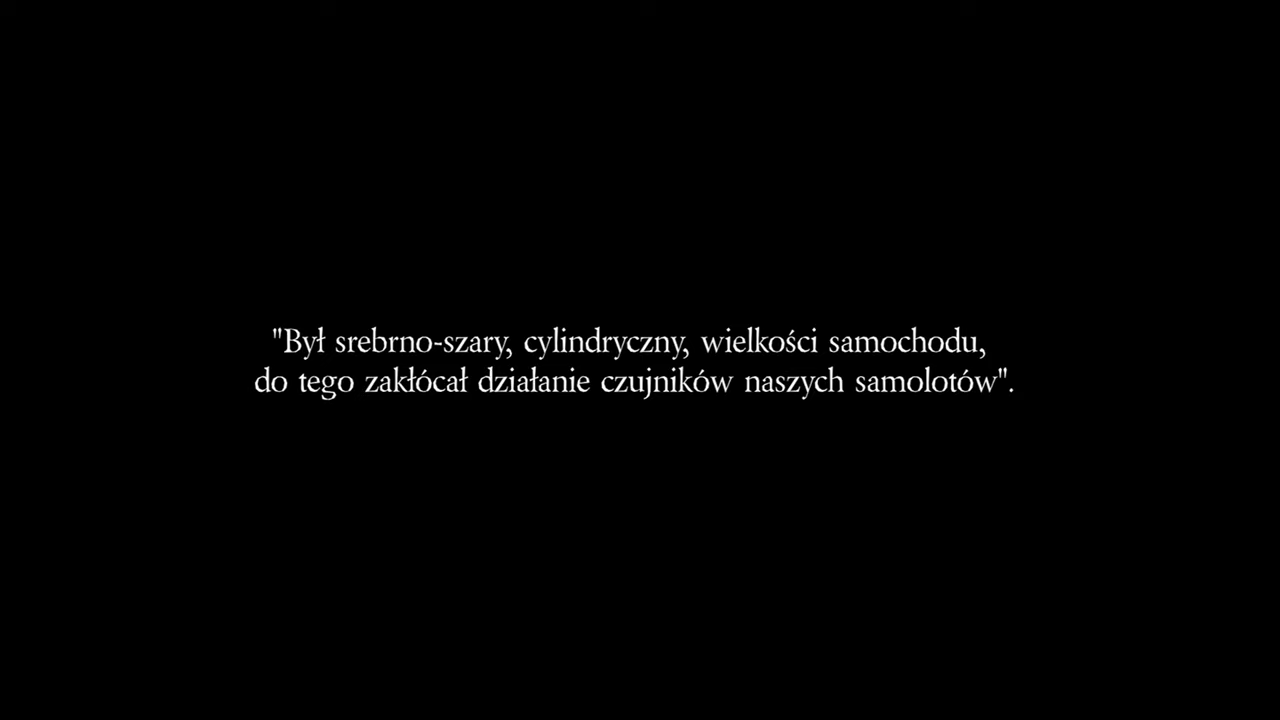 "Był srebrno-szary, cylindryczny, wielkości samochodu,
do tego zakłócał działanie czujników naszych samolotów".